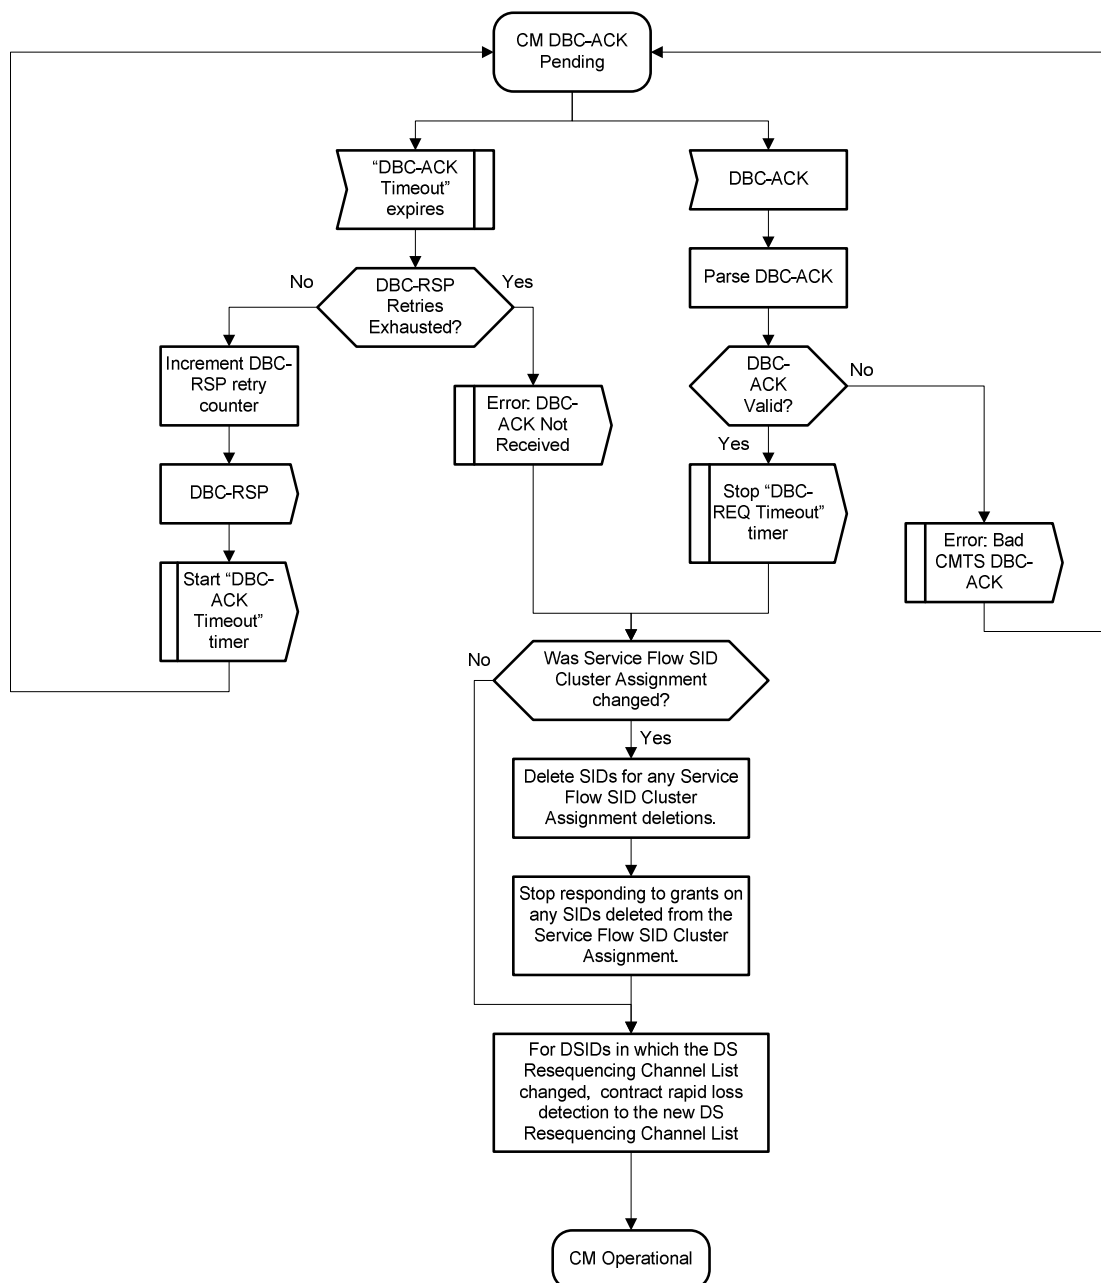 CM DBC-ACK
Pending
“DBC-ACK
Timeout”
expires
DBC-ACK
Parse DBC-ACK
No
DBC-RSP
Retries
Exhausted?
Yes
Increment DBC-
RSP retry
counter
Error: DBC-
ACK Not
Received
DBC-
ACK
Valid?
No
Yes
DBC-RSP
Stop “DBC-
REQ Timeout”
timer
Error: Bad
CMTS DBC-
ACK
Start “DBC-
ACK
Timeout”
timer
No
Was Service Flow SID
Cluster Assignment
changed?
Yes
Delete SIDs for any Service
Flow SID Cluster
Assignment deletions.
Stop responding to grants on
any SIDs deleted from the
Service Flow SID Cluster
Assignment.
For DSIDs in which the DS
Resequencing Channel List
changed, contract rapid loss
detection to the new DS
Resequencing Channel List
CM Operational